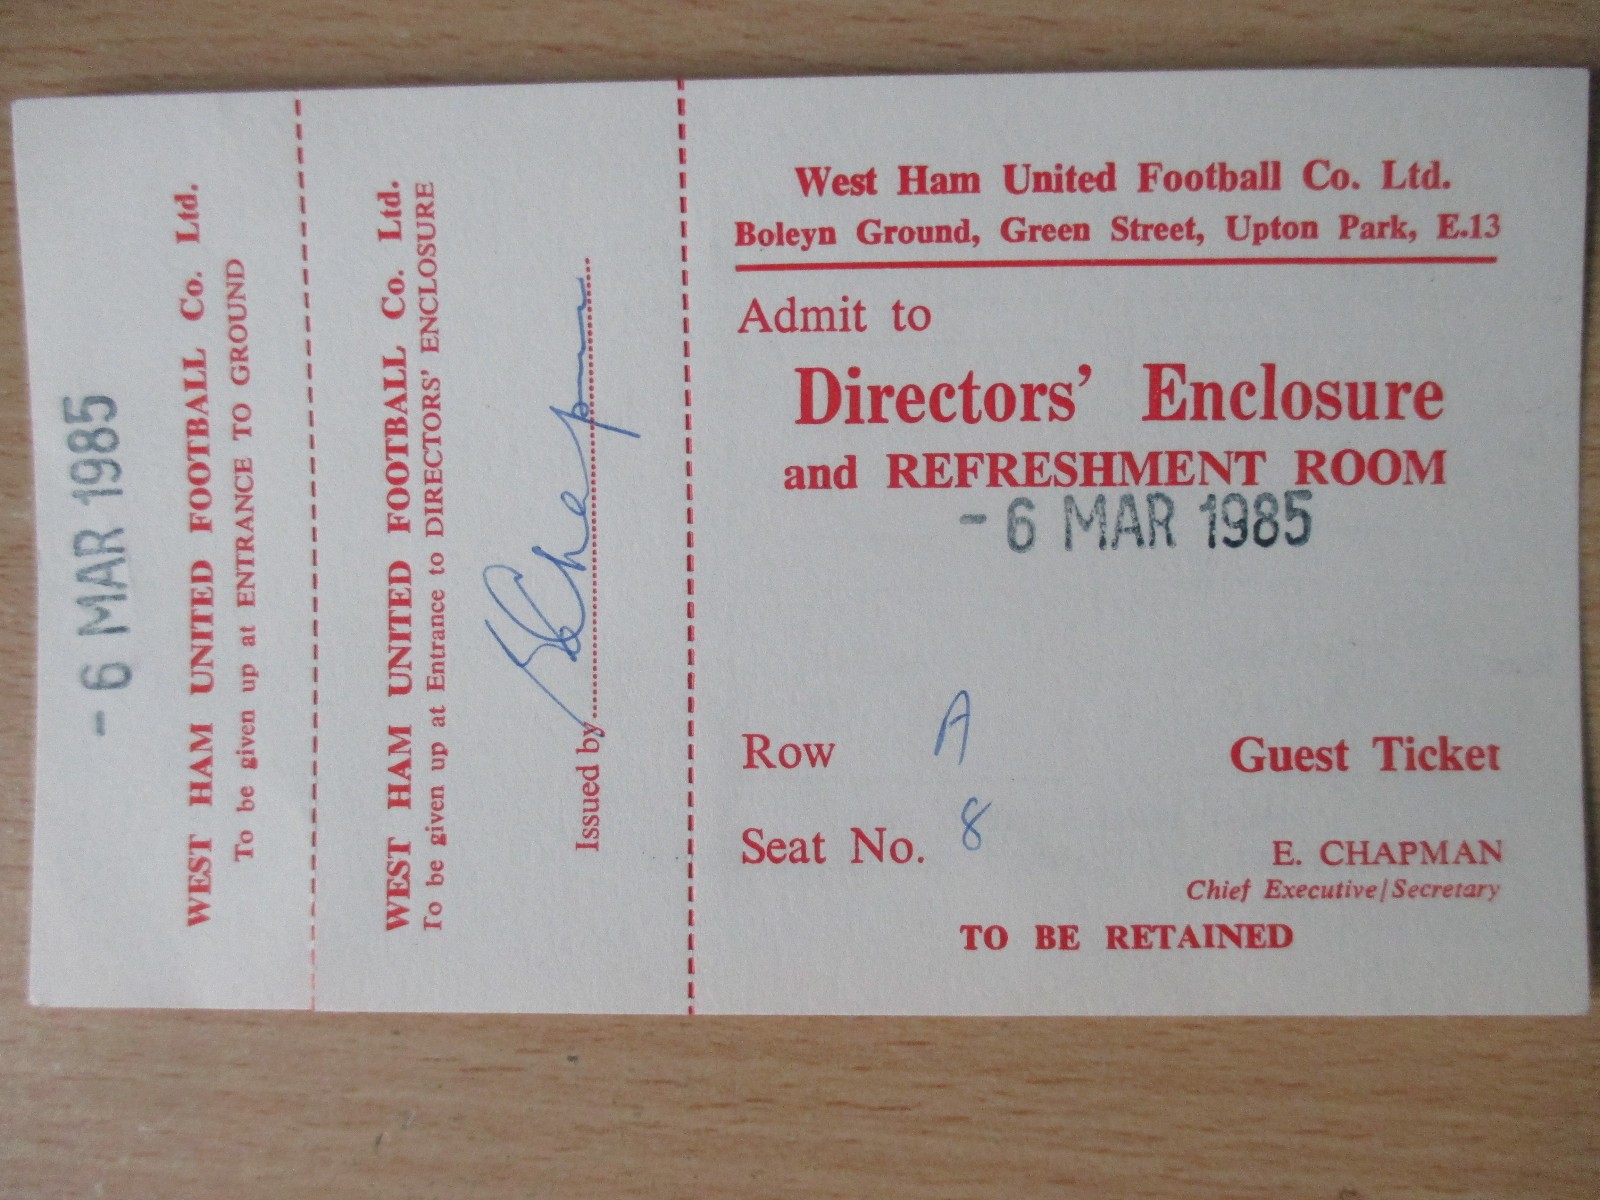 - 6 MAR 1985
WEST HAM UNITED FOOTBALL Co. Ltd.
To be given up at ENTRANCE TO GROUND
WEST HAM UNITED FOOTBALL Co. Ltd.
To be given up at Entrance to DIRECTORS' ENCLOSURE
Issued by EChapman
West Ham United Football Co. Ltd.
Boleyn Ground, Green Street, Upton Park, E.13
Admit to
Directors' Enclosure
and REFRESHMENT ROOM
- 6 MAR 1985
Row A Guest Ticket
Seat No. 8
E. CHAPMAN
Chief Executive/Secretary
TO BE RETAINED